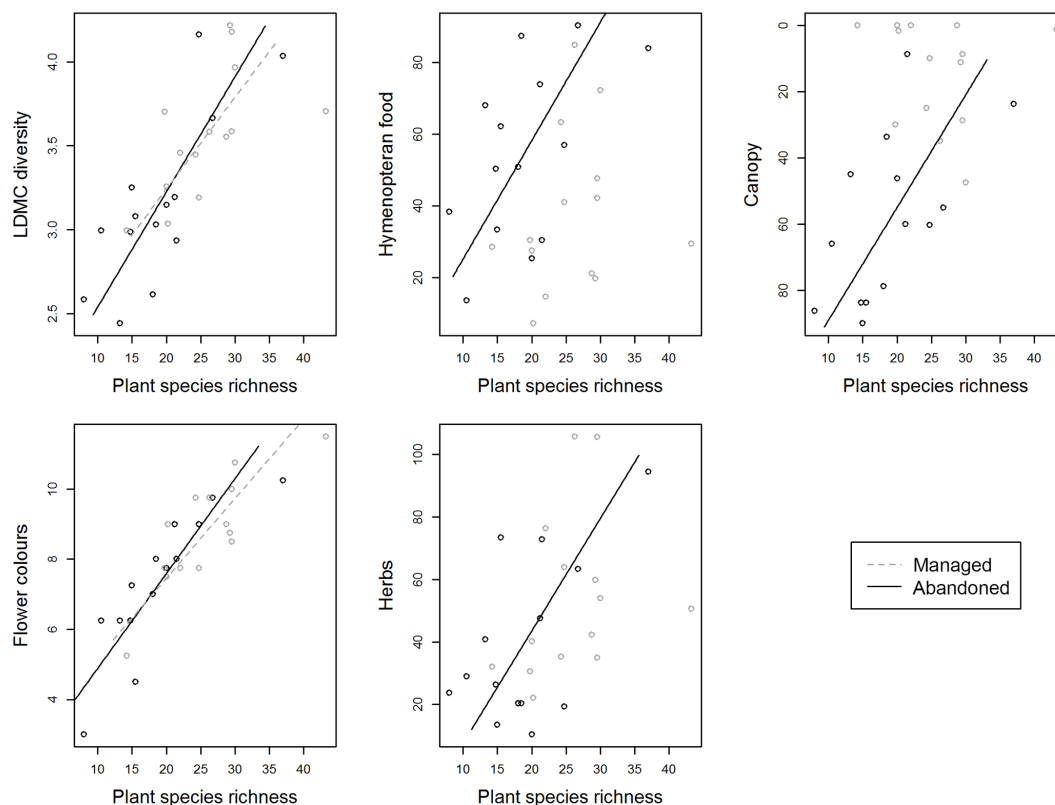 LDMC diversity
2.5 3.0 3.5 4.0
10 15 20 25 30 35 40
Plant species richness
Hymenopteran food
20 40 60 80
10 15 20 25 30 35 40
Plant species richness
Canopy
0 20 40 60 80
10 15 20 25 30 35 40
Plant species richness
Flower colours
4 6 8 10
10 15 20 25 30 35 40
Plant species richness
Herbs
20 40 60 80 100
10 15 20 25 30 35 40
Plant species richness
Managed
Abandoned